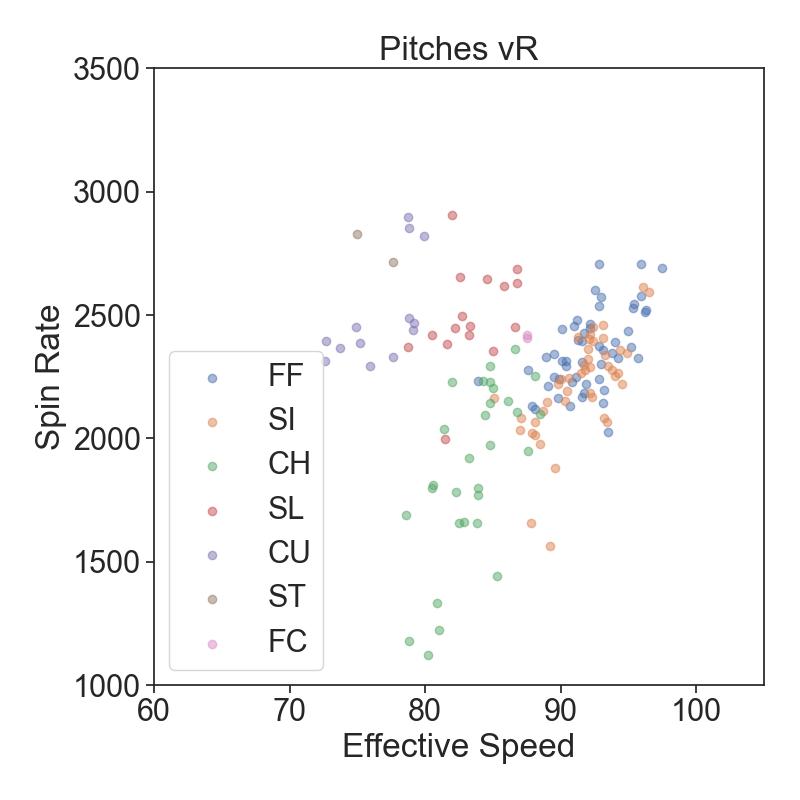 Pitches vR
3500
3000
2500
2000
1500
1000
Spin Rate
FF
SI
CH
SL
CU
ST
FC
60 70 80 90 100
Effective Speed